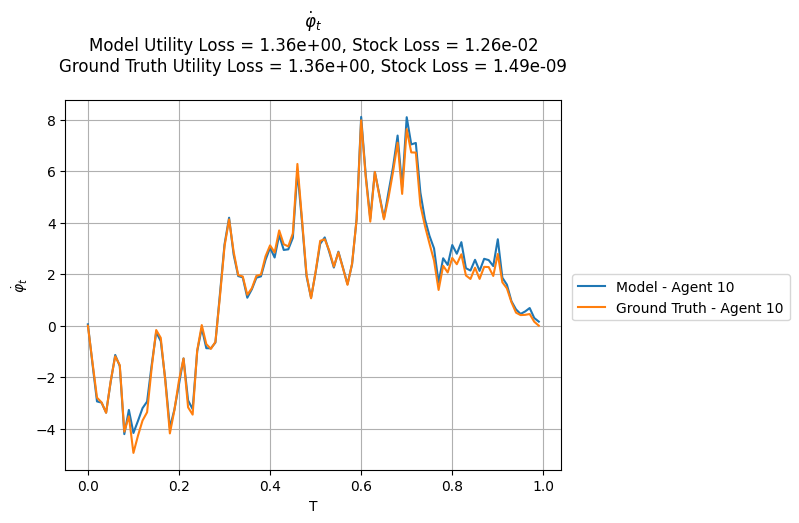 φ̇ₜ
Model Utility Loss = 1.36e+00, Stock Loss = 1.26e-02
Ground Truth Utility Loss = 1.36e+00, Stock Loss = 1.49e-09
8
6
4
2
0
−2
−4
φ̇ₜ
0.0 0.2 0.4 0.6 0.8 1.0
T
Model - Agent 10
Ground Truth - Agent 10